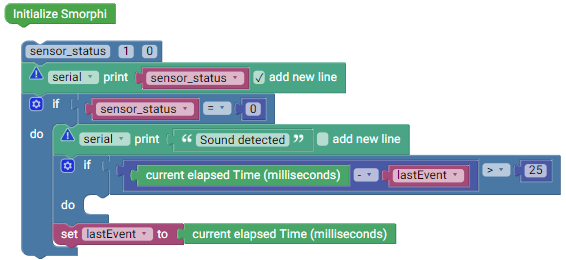 Initialize Smorphi
sensor_status 1 0
serial print sensor_status add new line
if sensor_status = 0
do serial print “ Sound detected ” add new line
if current elapsed Time (milliseconds) - lastEvent > 25
do
set lastEvent to current elapsed Time (milliseconds)